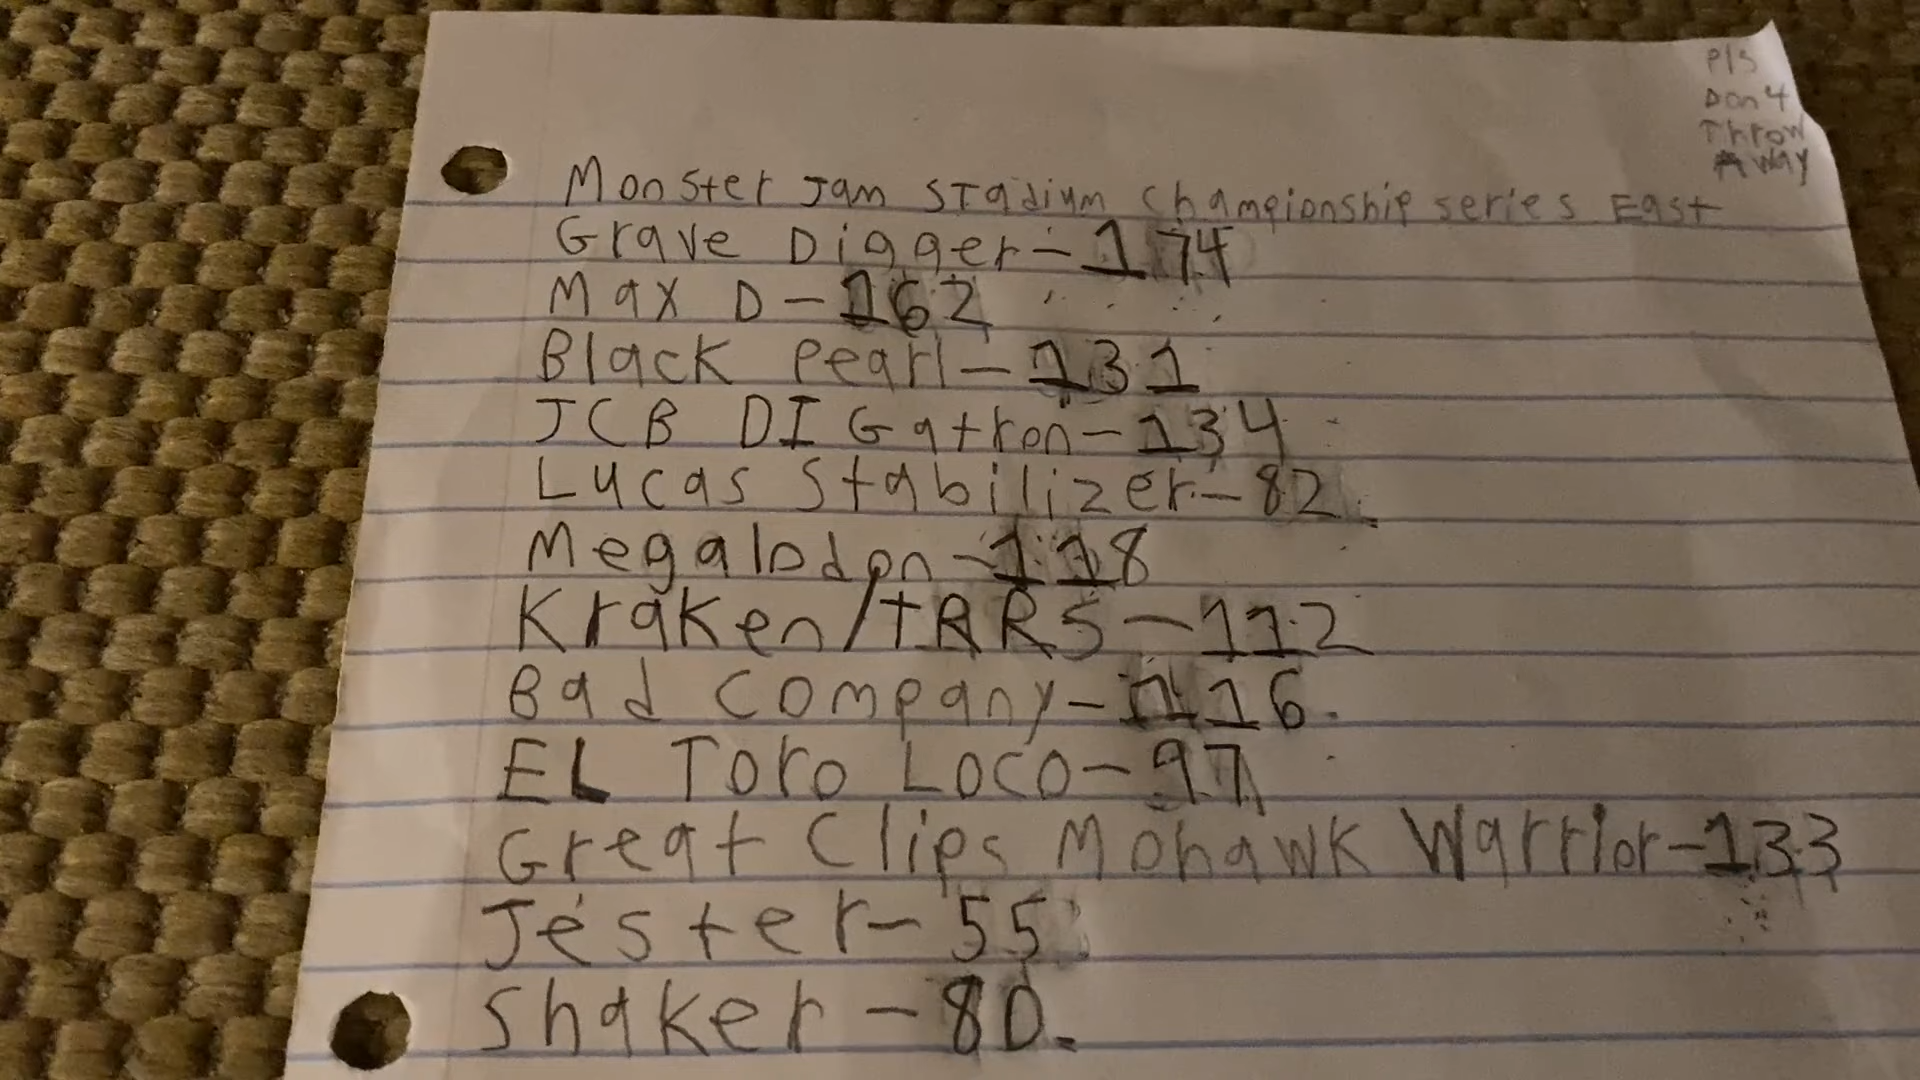 Pls
Don4
Throw
Away
Monster Jam Stadium Championship series East
Grave Digger-174
Max D-162
Black pearl-131
JCB DIGatron-134
Lucas Stabilizer-82
Megalodon-118
Kraken/TRRS-112
Bad Company-116
EL Toro Loco-97
Great Clips Mohawk Warrior-133
Jester-55
Shaker-80